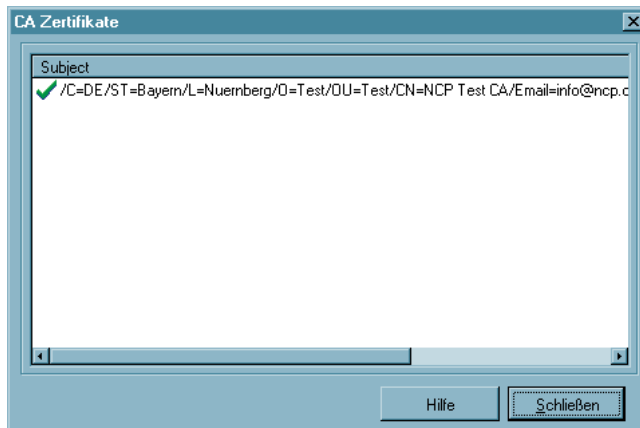 CA Zertifikate
Subject
/C=DE/ST=Bayern/L=Nuernberg/O=Test/OU=Test/CN=NCP Test CA/Email=info@ncp.c
Hilfe
Schließen